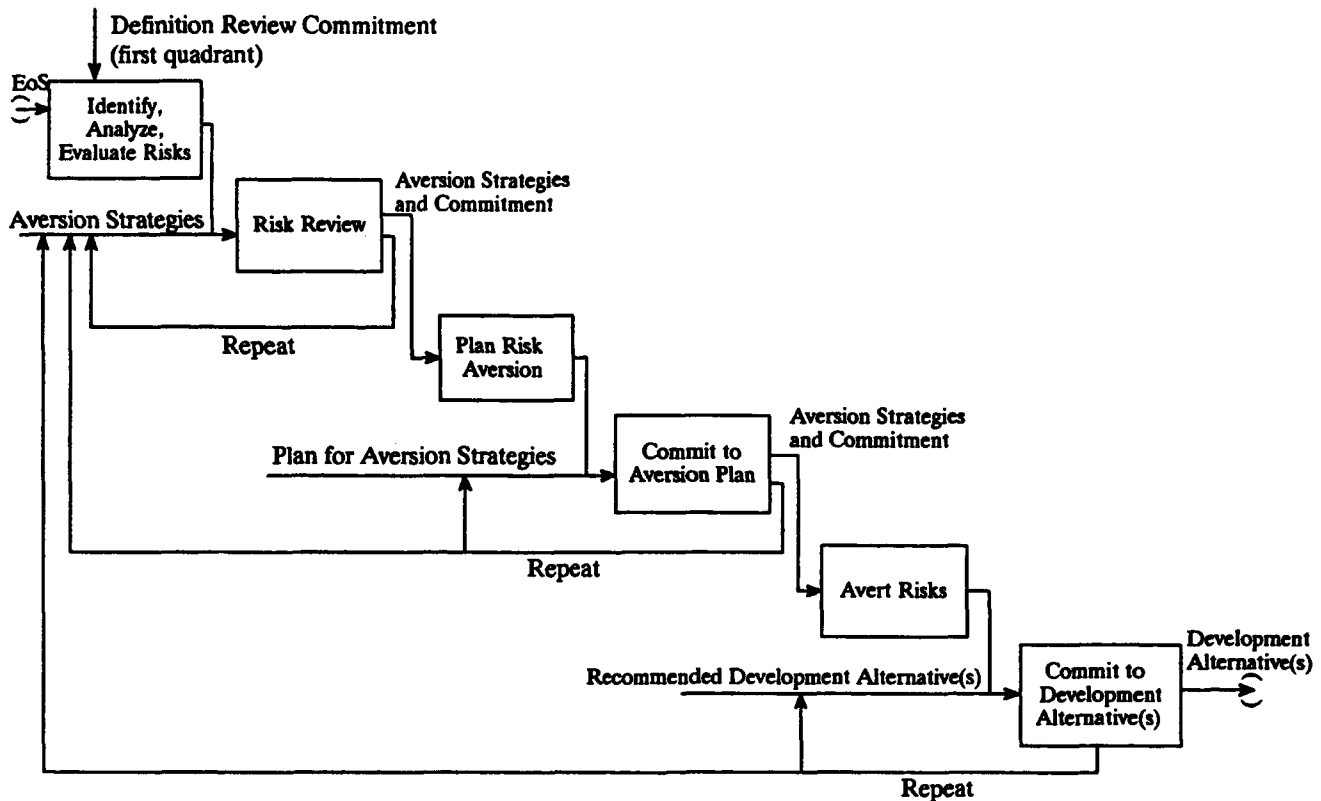 Definition Review Commitment
(first quadrant)
EoS
( )
Identify,
Analyze,
Evaluate Risks
Aversion Strategies
Risk Review
Aversion Strategies
and Commitment
Repeat
Plan Risk
Aversion
Plan for Aversion Strategies
Commit to
Aversion Plan
Aversion Strategies
and Commitment
Repeat
Avert Risks
Recommended Development Alternative(s)
Commit to
Development
Alternative(s)
Development
Alternative(s)
( )
Repeat